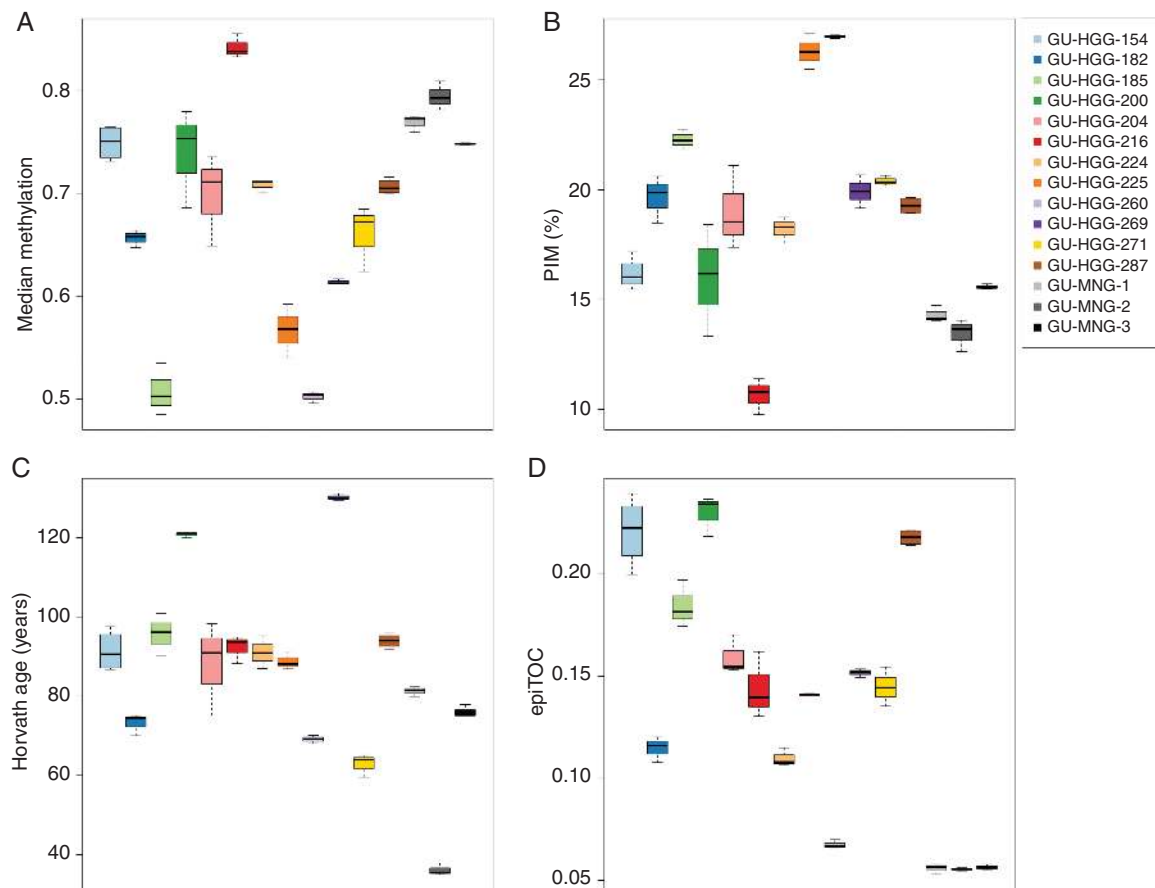 A
Median methylation
0.8
0.7
0.6
0.5
B
PIM (%)
25
20
15
10
GU-HGG-154
GU-HGG-182
GU-HGG-185
GU-HGG-200
GU-HGG-204
GU-HGG-216
GU-HGG-224
GU-HGG-225
GU-HGG-260
GU-HGG-269
GU-HGG-271
GU-HGG-287
GU-MNG-1
GU-MNG-2
GU-MNG-3
C
Horvath age (years)
120
100
80
60
40
D
epiTOC
0.20
0.15
0.10
0.05